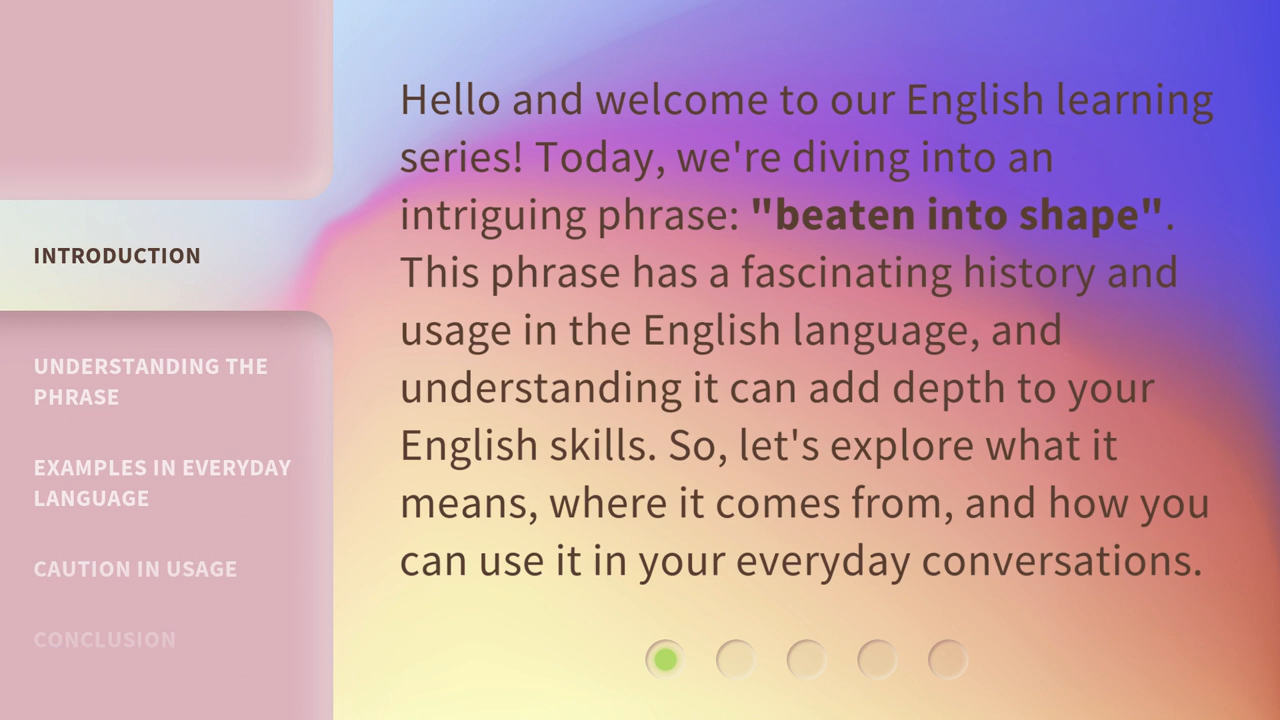 INTRODUCTION
UNDERSTANDING THE
PHRASE
EXAMPLES IN EVERYDAY
LANGUAGE
CAUTION IN USAGE
CONCLUSION
Hello and welcome to our English learning
series! Today, we're diving into an
intriguing phrase: "beaten into shape".
This phrase has a fascinating history and
usage in the English language, and
understanding it can add depth to your
English skills. So, let's explore what it
means, where it comes from, and how you
can use it in your everyday conversations.